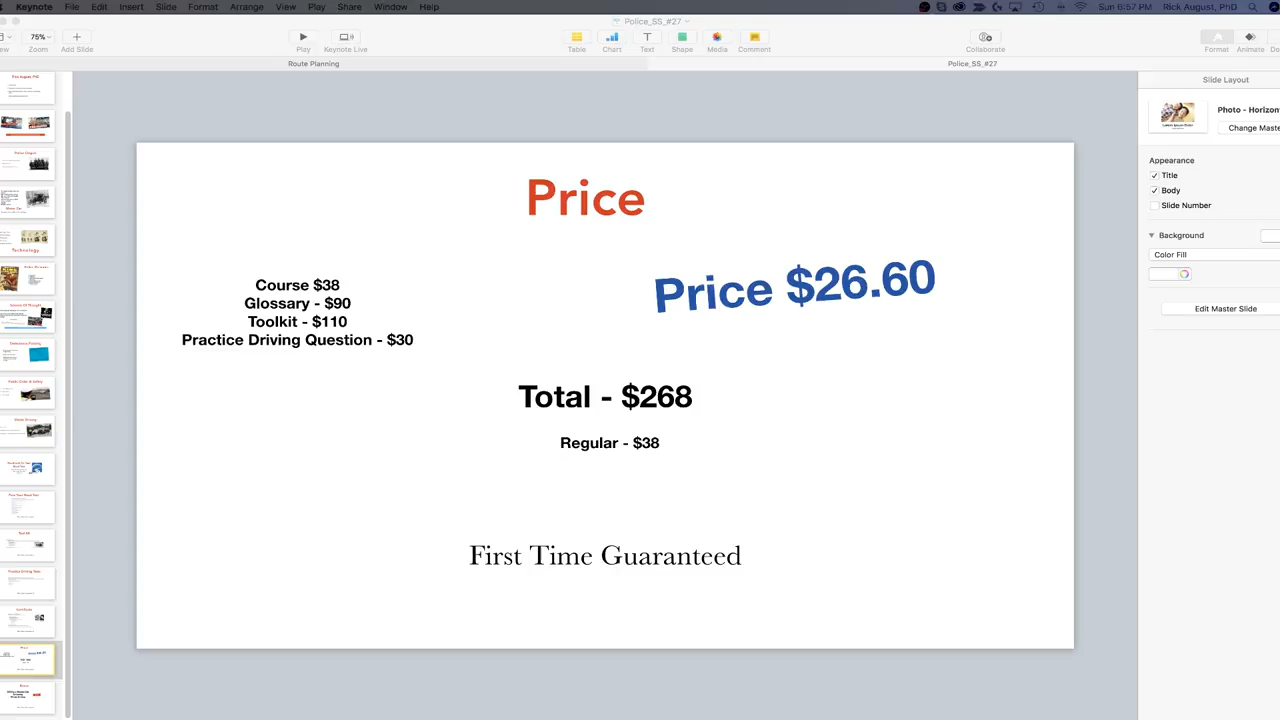 Keynote File Edit Insert Slide Format Arrange View Play Share Window Help Sun 6:57 PM Rick August, PhD
Police_SS_#27
75%
Zoom Add Slide Play Keynote Live Table Chart Text Shape Media Comment Collaborate Format Animate
Route Planning Police_SS_#27
Slide Layout
Photo - Horizon
Change Maste
Appearance
Title
Body
Slide Number
Background
Color Fill
Edit Master Slide
Price
Price $26.60
Course $38
Glossary - $90
Toolkit - $110
Practice Driving Question - $30
Total - $268
Regular - $38
First Time Guaranteed